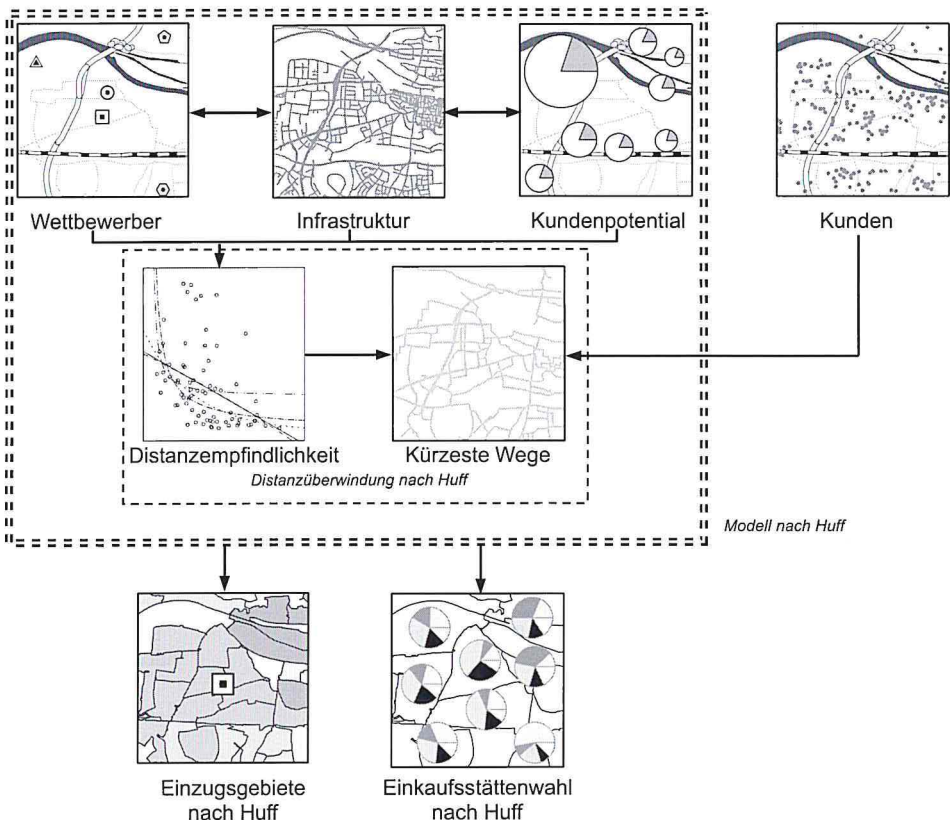 Wettbewerber
Infrastruktur
Kundenpotential
Kunden
Distanzempfindlichkeit
Kürzeste Wege
Distanzüberwindung nach Huff
Modell nach Huff
Einzugsgebiete
nach Huff
Einkaufsstättenwahl
nach Huff